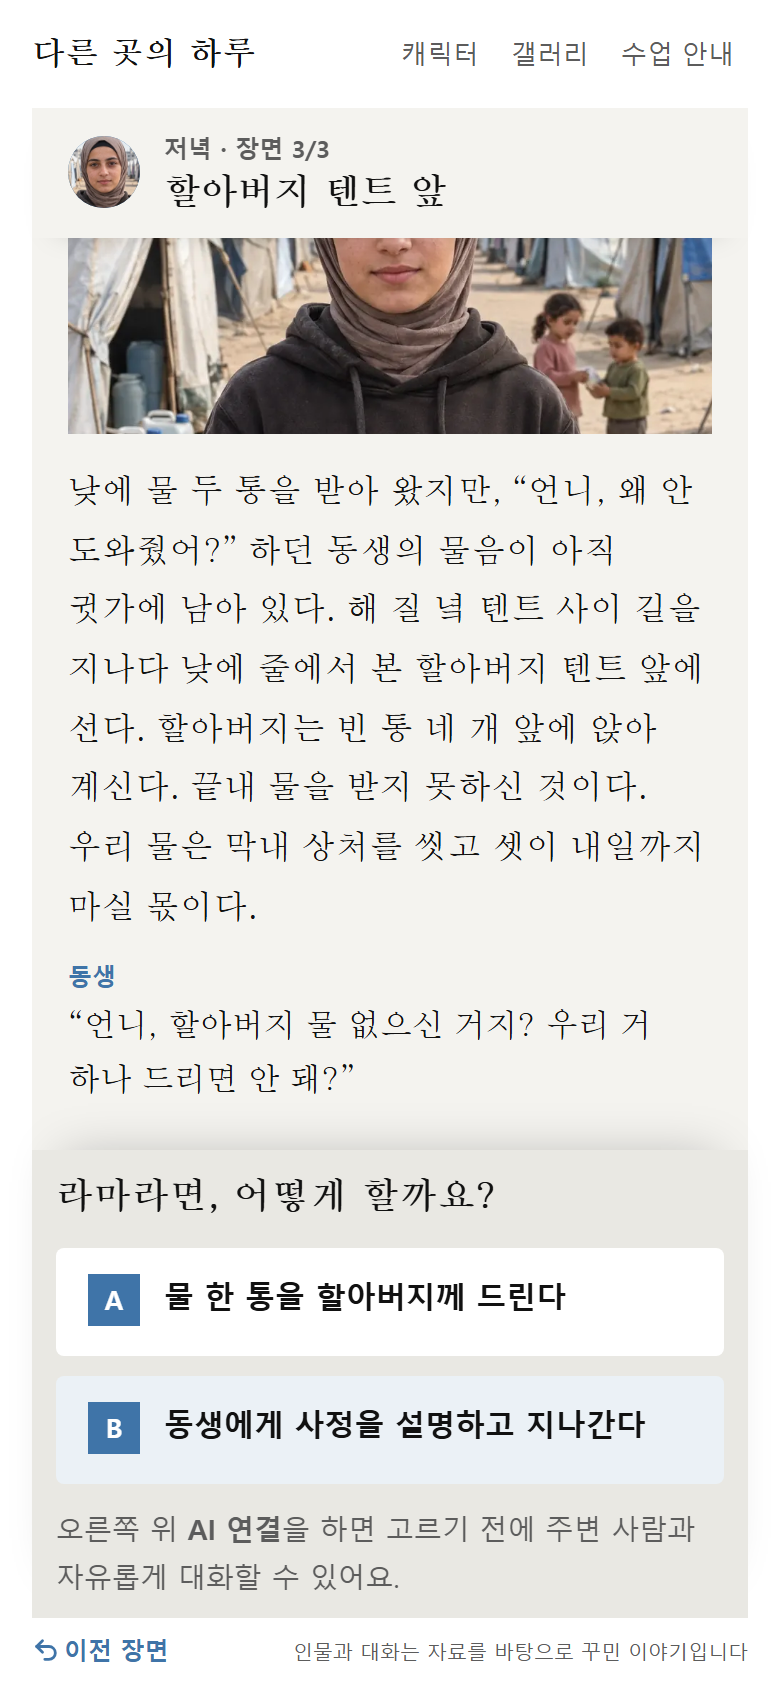 다른 곳의 하루
캐릭터 갤러리 수업 안내
저녁 · 장면 3/3
할아버지 텐트 앞
낮에 물 두 통을 받아 왔지만, “언니, 왜 안
도와줬어?” 하던 동생의 물음이 아직
귓가에 남아 있다. 해 질 녘 텐트 사이 길을
지나다 낮에 줄에서 본 할아버지 텐트 앞에
선다. 할아버지는 빈 통 네 개 앞에 앉아
계신다. 끝내 물을 받지 못하신 것이다.
우리 물은 막내 상처를 씻고 셋이 내일까지
마실 몫이다.
동생
“언니, 할아버지 물 없으신 거지? 우리 거
하나 드리면 안 돼?”
라마라면, 어떻게 할까요?
A 물 한 통을 할아버지께 드린다
B 동생에게 사정을 설명하고 지나간다
오른쪽 위 AI 연결을 하면 고르기 전에 주변 사람과
자유롭게 대화할 수 있어요.
이전 장면
인물과 대화는 자료를 바탕으로 꾸민 이야기입니다